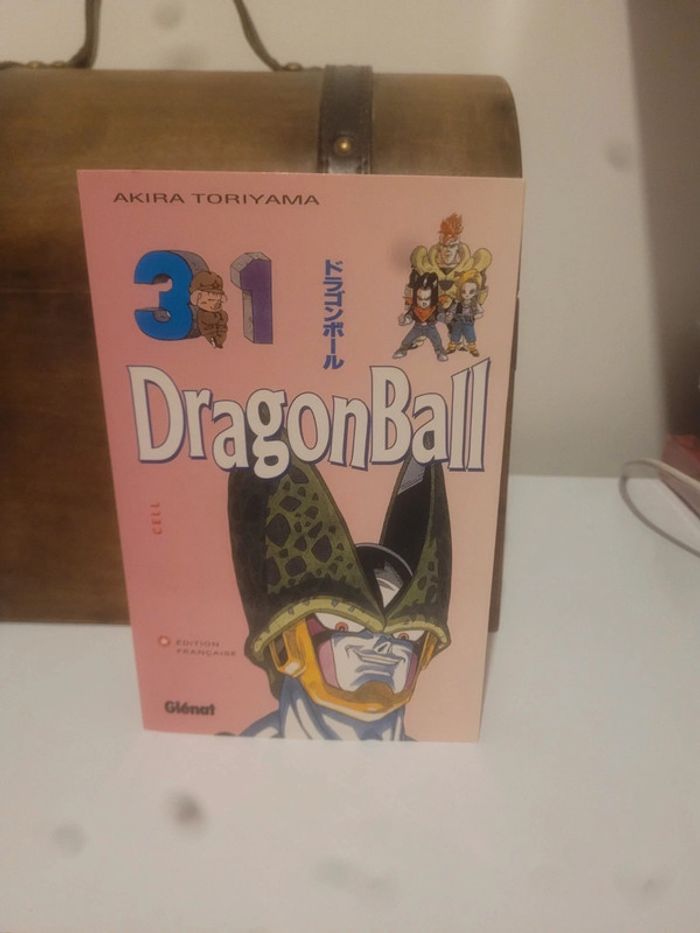 AKIRA TORIYAMA
31
ドラゴンボール
DragonBall
CELL
ÉDITION
FRANÇAISE
Glénat